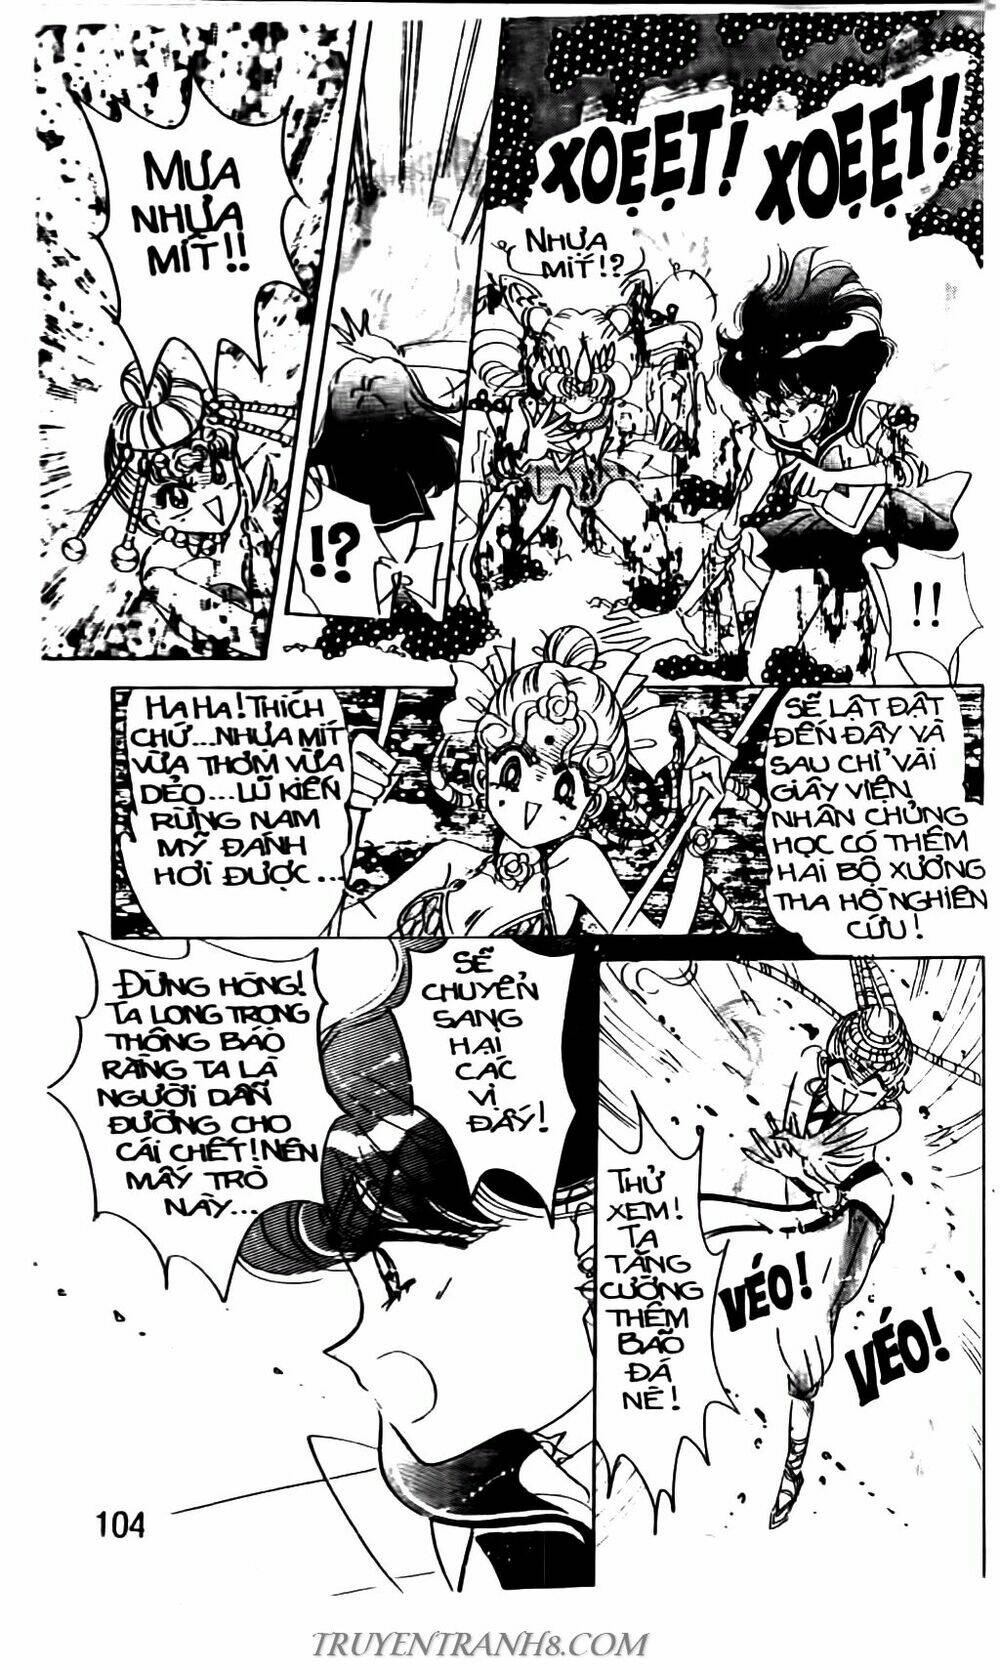 MƯA
NHỰA
MÍT!!
!?
XOẸẸT! XOẸẸT!
NHỰA
MÍT!?
!!
HA HA! THÍCH
CHỨ...NHỰA MÍT
VỪA THƠM VỪA
DẺO...LŨ KIẾN
RỪNG NAM
MỸ ĐÁNH
HƠI ĐƯỢC...
SẼ LẬT ĐẬT
ĐẾN ĐÂY VÀ
SAU CHỈ VÀI
GIÂY VIỆN
NHÂN CHỦNG
HỌC CÓ THÊM
HAI BỘ XƯƠNG
THA HỒ NGHIÊN
CỨU!
ĐỪNG HÒNG!
TA LONG TRỌNG
THÔNG BÁO
RẰNG TA LÀ
NGƯỜI DẪN
ĐƯỜNG CHO
CÁI CHẾT! NÊN
MẤY TRÒ
NÀY...
SẼ
CHUYỂN
SANG
HẠI
CÁC
VỊ
ĐẤY!
THỬ
XEM!
TA
TĂNG
CƯỜNG
THÊM
BÃO
ĐÁ
NÈ!
VÉO!
VÉO!
104
TRUYENTRANH8.COM